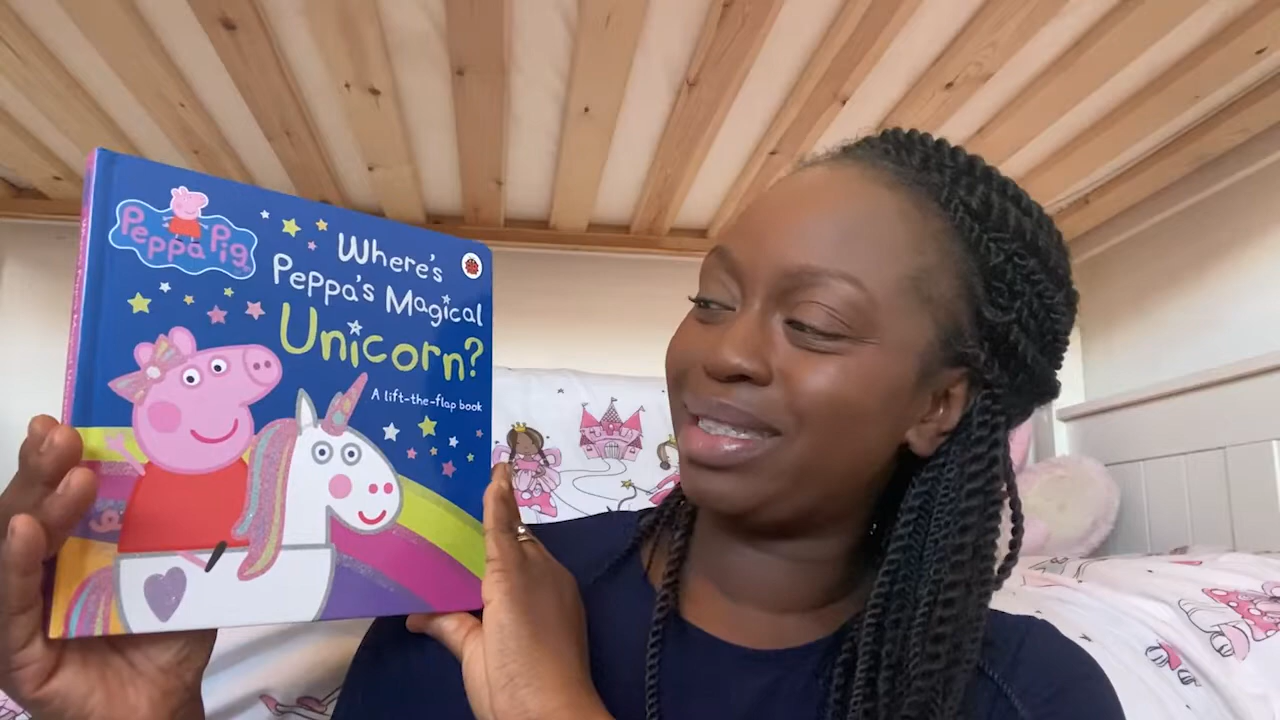 Peppa Pig
Where's
Peppa's Magical
Unicorn?
A lift-the-flap book